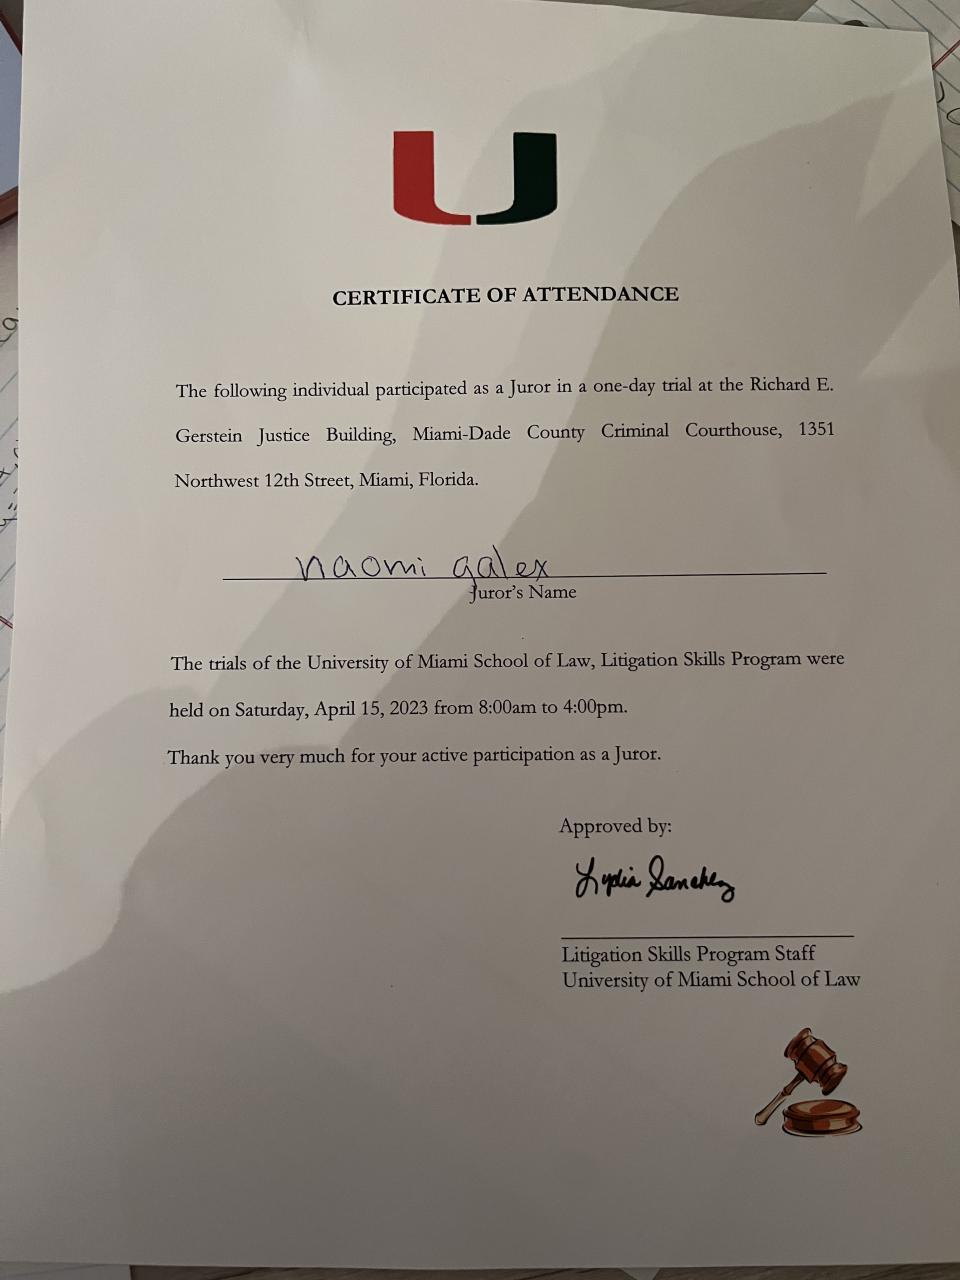 U
CERTIFICATE OF ATTENDANCE
The following individual participated as a Juror in a one-day trial at the Richard E.
Gerstein Justice Building, Miami-Dade County Criminal Courthouse, 1351
Northwest 12th Street, Miami, Florida.
naomi galex
Juror's Name
The trials of the University of Miami School of Law, Litigation Skills Program were
held on Saturday, April 15, 2023 from 8:00am to 4:00pm.
Thank you very much for your active participation as a Juror.
Approved by:
Lydia Sanchez
Litigation Skills Program Staff
University of Miami School of Law